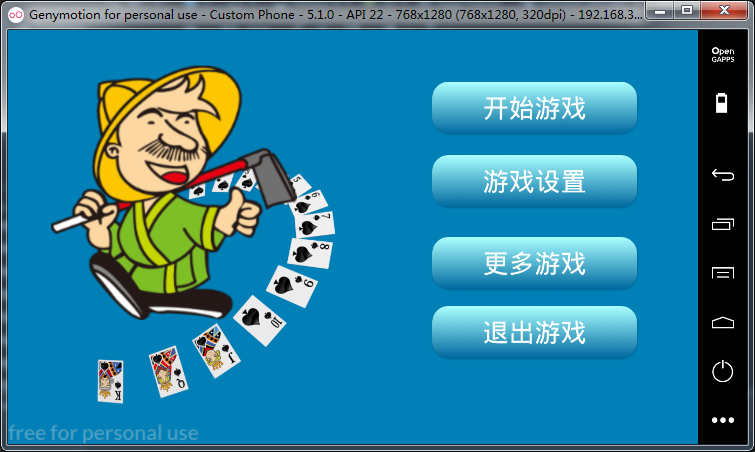 Genymotion for personal use - Custom Phone - 5.1.0 - API 22 - 768x1280 (768x1280, 320dpi) - 192.168.3...
Open
GAPPS
开始游戏
游戏设置
更多游戏
退出游戏
5
6
7
8
9
10
J
Q
K
free for personal use